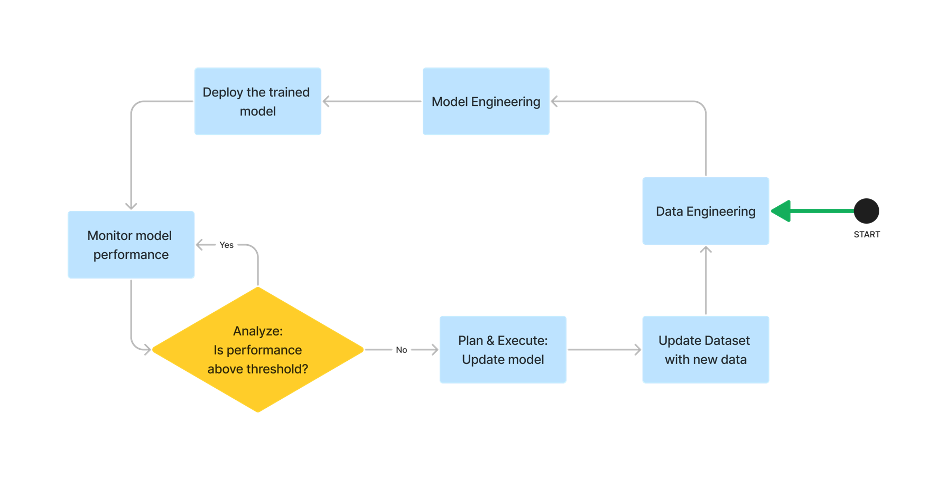 Deploy the trained
model
Model Engineering
Data Engineering
START
Monitor model
performance
Yes
Analyze:
Is performance
above threshold?
No
Plan & Execute:
Update model
Update Dataset
with new data